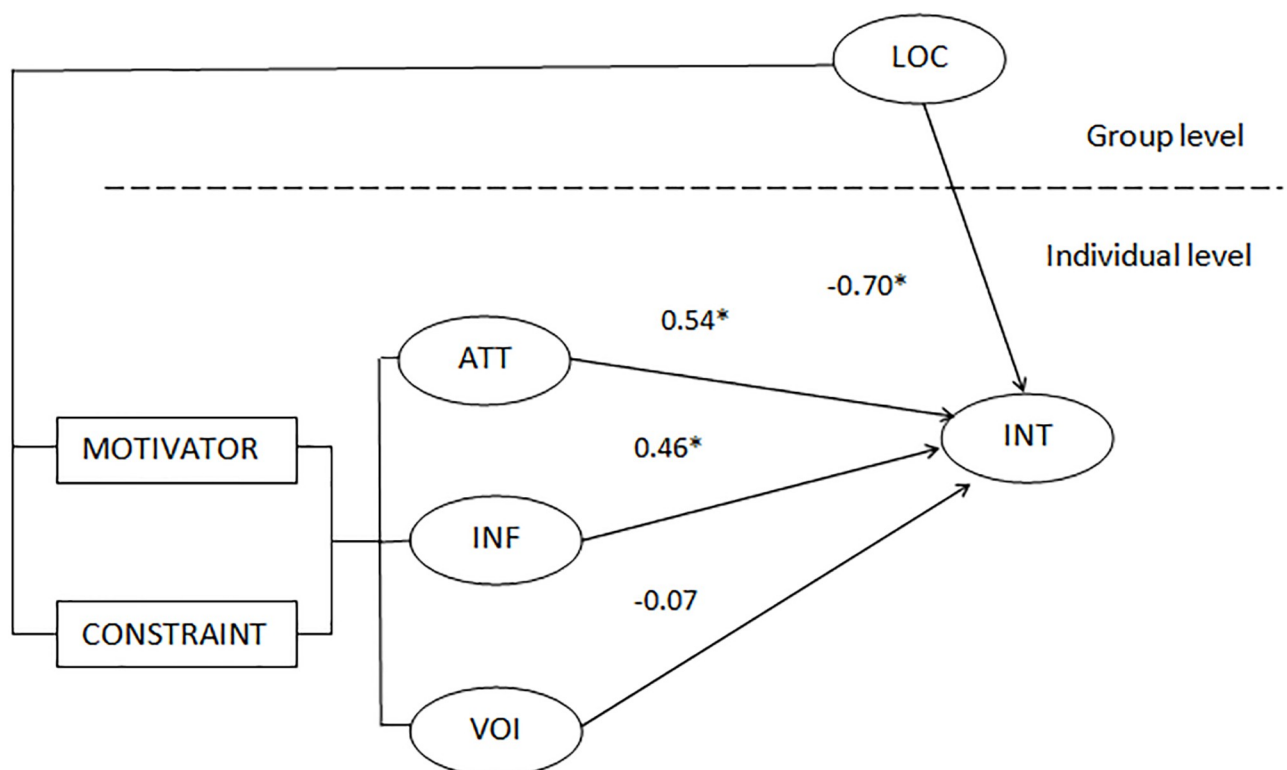 LOC
Group level
Individual level
-0.70*
0.54*
ATT
MOTIVATOR
INT
0.46*
INF
-0.07
CONSTRAINT
VOI